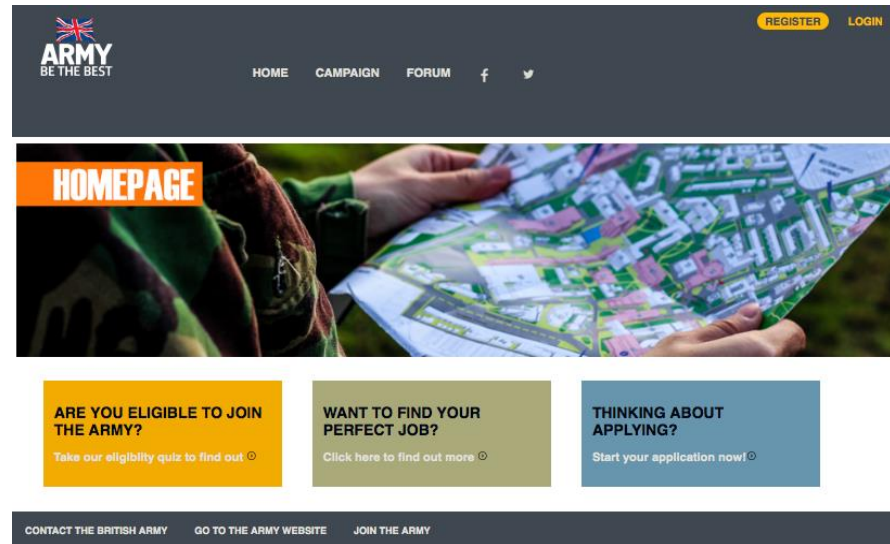 REGISTER LOGIN
ARMY
BE THE BEST
HOME CAMPAIGN FORUM
HOMEPAGE
ARE YOU ELIGIBLE TO JOIN
THE ARMY?
Take our eligiblity quiz to find out
WANT TO FIND YOUR
PERFECT JOB?
Click here to find out more
THINKING ABOUT
APPLYING?
Start your application now!
CONTACT THE BRITISH ARMY GO TO THE ARMY WEBSITE JOIN THE ARMY